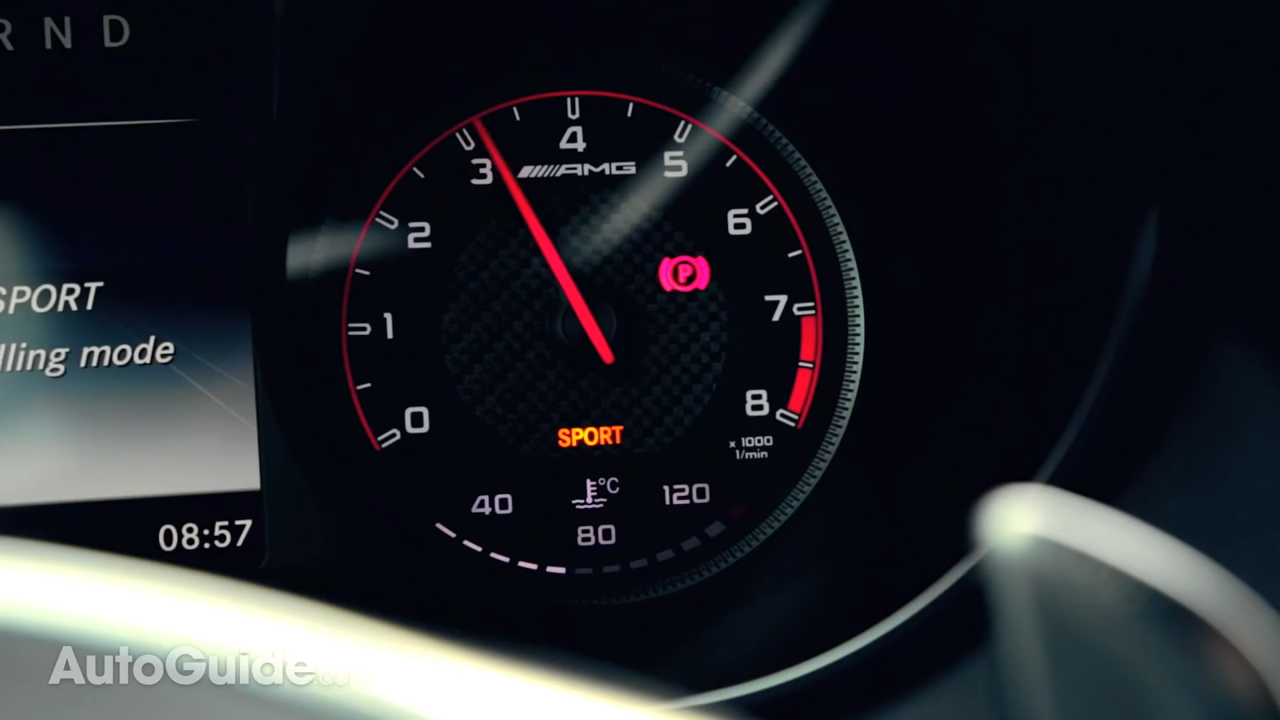 R N D
SPORT
lling mode
08:57
0
1
2
3
4
5
6
7
8
AMG
P
SPORT
x 1000
1/min
40
°C
120
80
AutoGuide